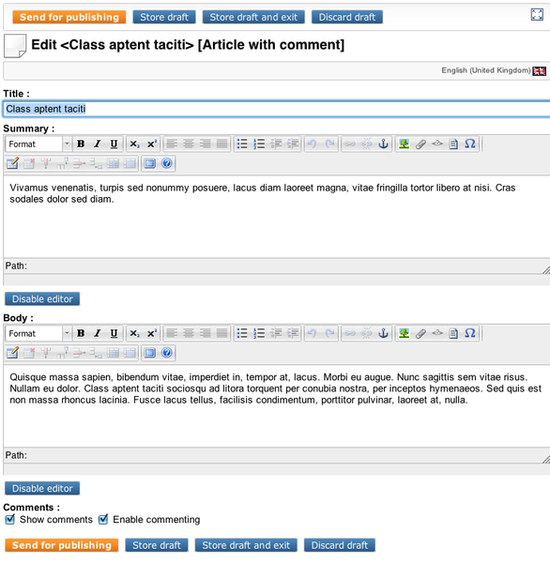 Send for publishing Store draft Store draft and exit Discard draft
Edit <Class aptent taciti> [Article with comment]
English (United Kingdom)
Title :
Class aptent taciti
Summary :
Format B I U X₂ X² Ω
?
Vivamus venenatis, turpis sed nonummy posuere, lacus diam laoreet magna, vitae fringilla tortor libero at nisi. Cras
sodales dolor sed diam.
Path:
Disable editor
Body :
Format B I U X₂ X² Ω
?
Quisque massa sapien, bibendum vitae, imperdiet in, tempor at, lacus. Morbi eu augue. Nunc sagittis sem vitae risus.
Nullam eu dolor. Class aptent taciti sociosqu ad litora torquent per conubia nostra, per inceptos hymenaeos. Sed quis est
non massa rhoncus lacinia. Fusce lacus tellus, facilisis condimentum, porttitor pulvinar, laoreet at, nulla.
Path:
Disable editor
Comments :
Show comments Enable commenting
Send for publishing Store draft Store draft and exit Discard draft